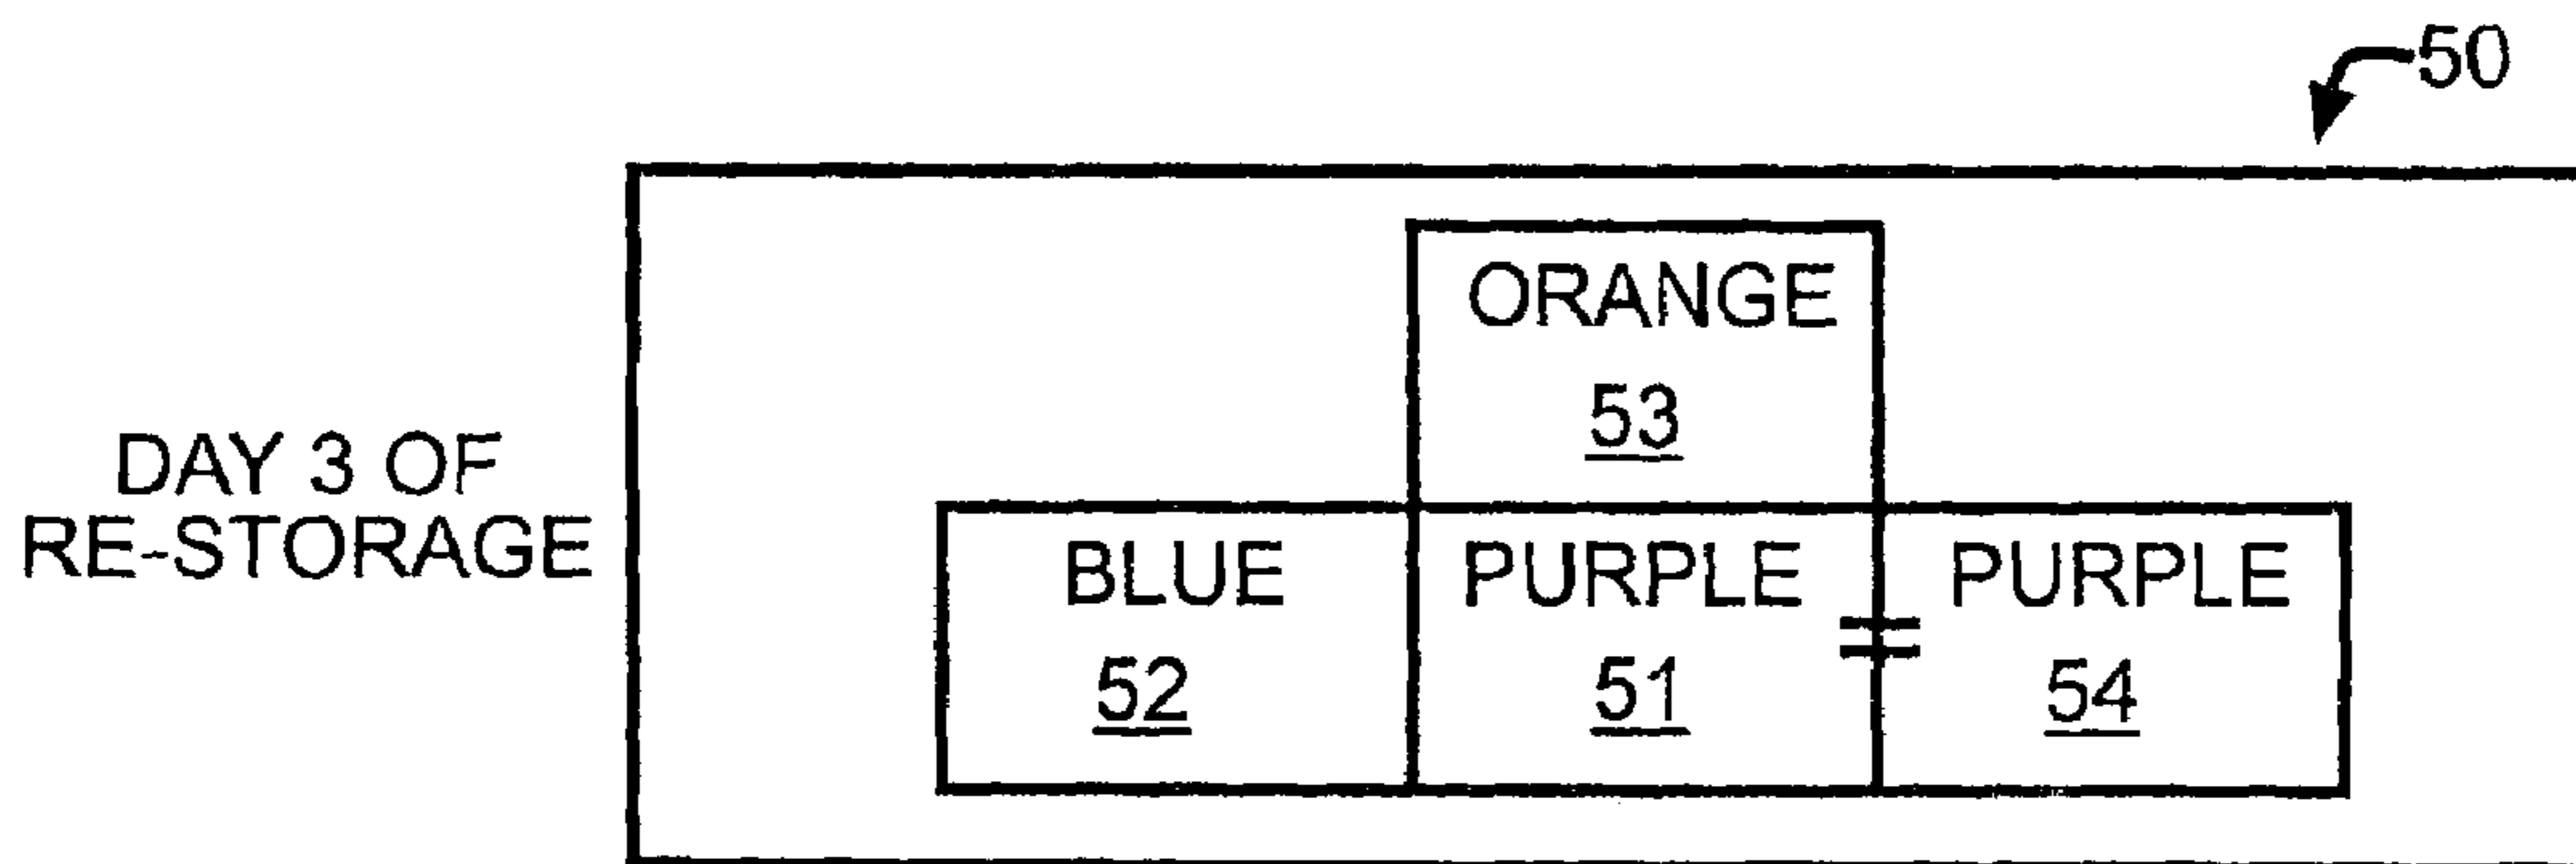 50
ORANGE
53
DAY 3 OF
RE-STORAGE
BLUE PURPLE PURPLE
52 51 54